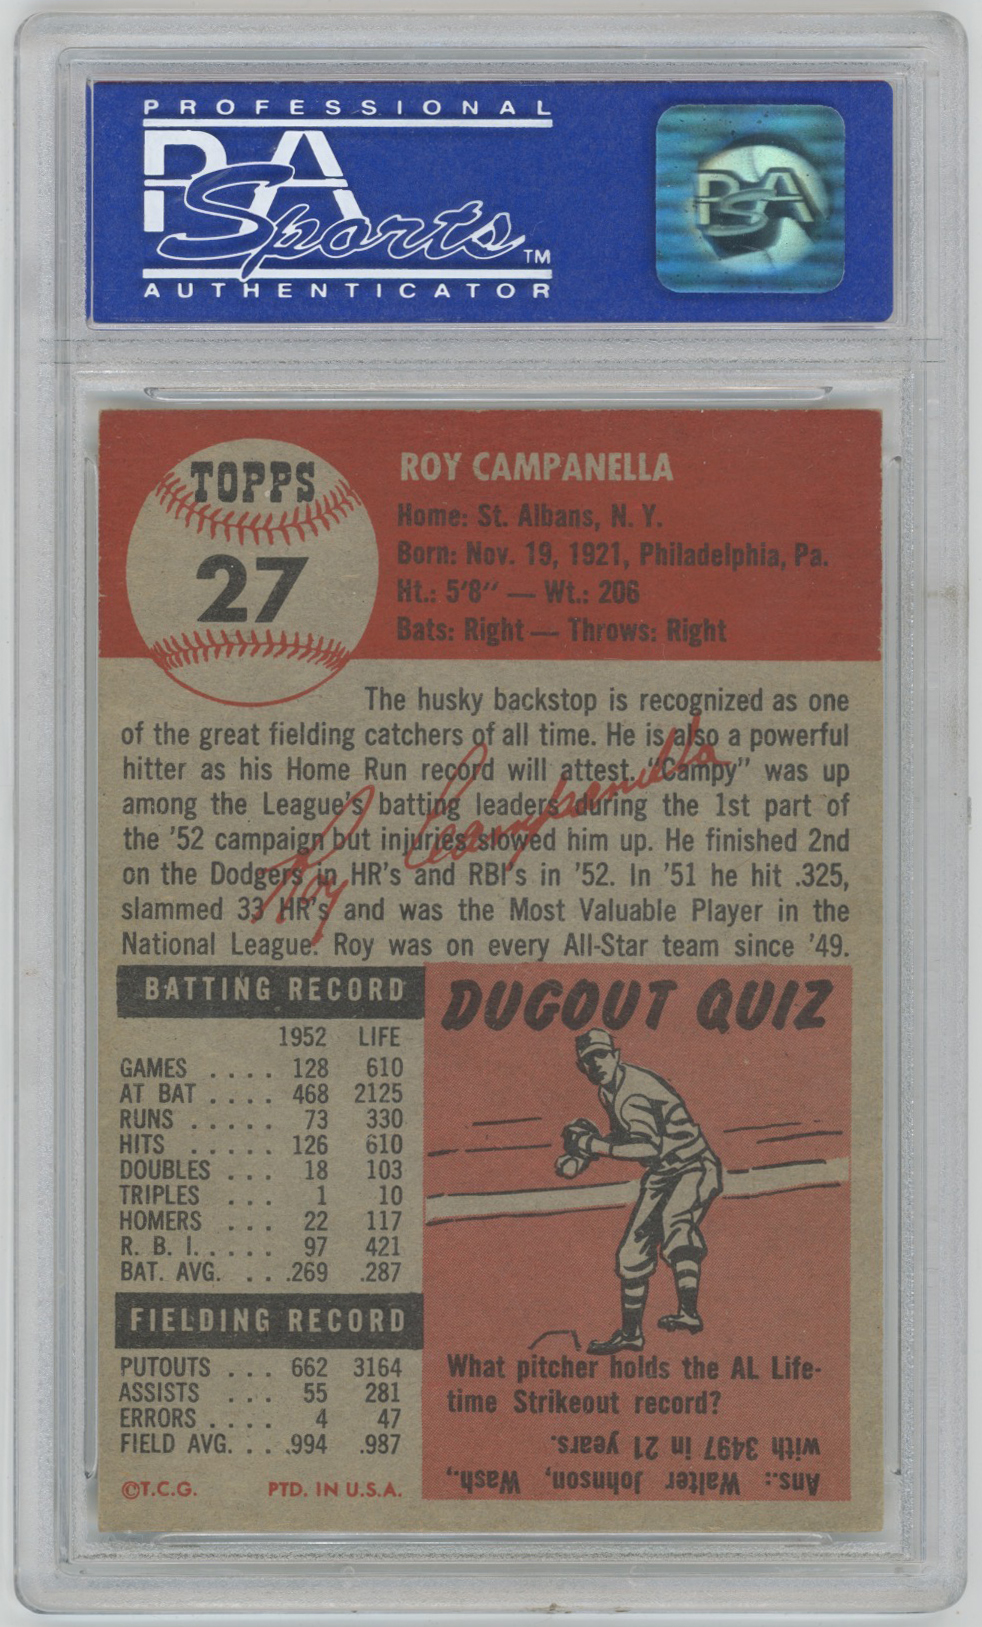 PROFESSIONAL
PSA
Sports™
AUTHENTICATOR
PSA
TOPPS
27
ROY CAMPANELLA
Home: St. Albans, N. Y.
Born: Nov. 19, 1921, Philadelphia, Pa.
Ht.: 5'8" — Wt.: 206
Bats: Right — Throws: Right
The husky backstop is recognized as one
of the great fielding catchers of all time. He is also a powerful
hitter as his Home Run record will attest. "Campy" was up
among the League's batting leaders during the 1st part of
the '52 campaign but injuries slowed him up. He finished 2nd
on the Dodgers in HR's and RBI's in '52. In '51 he hit .325,
slammed 33 HR's and was the Most Valuable Player in the
National League. Roy was on every All-Star team since '49.
Roy Campanella
BATTING RECORD
1952 LIFE
GAMES .... 128 610
AT BAT .... 468 2125
RUNS ..... 73 330
HITS ..... 126 610
DOUBLES ... 18 103
TRIPLES ... 1 10
HOMERS ... 22 117
R. B. I. .... 97 421
BAT. AVG. ... .269 .287
FIELDING RECORD
PUTOUTS ... 662 3164
ASSISTS ... 55 281
ERRORS .... 4 47
FIELD AVG. ... .994 .987
©T.C.G. PTD. IN U.S.A.
DUGOUT QUIZ
What pitcher holds the AL Life-
time Strikeout record?
Ans.: Walter Johnson, Wash.,
with 3497 in 21 years.